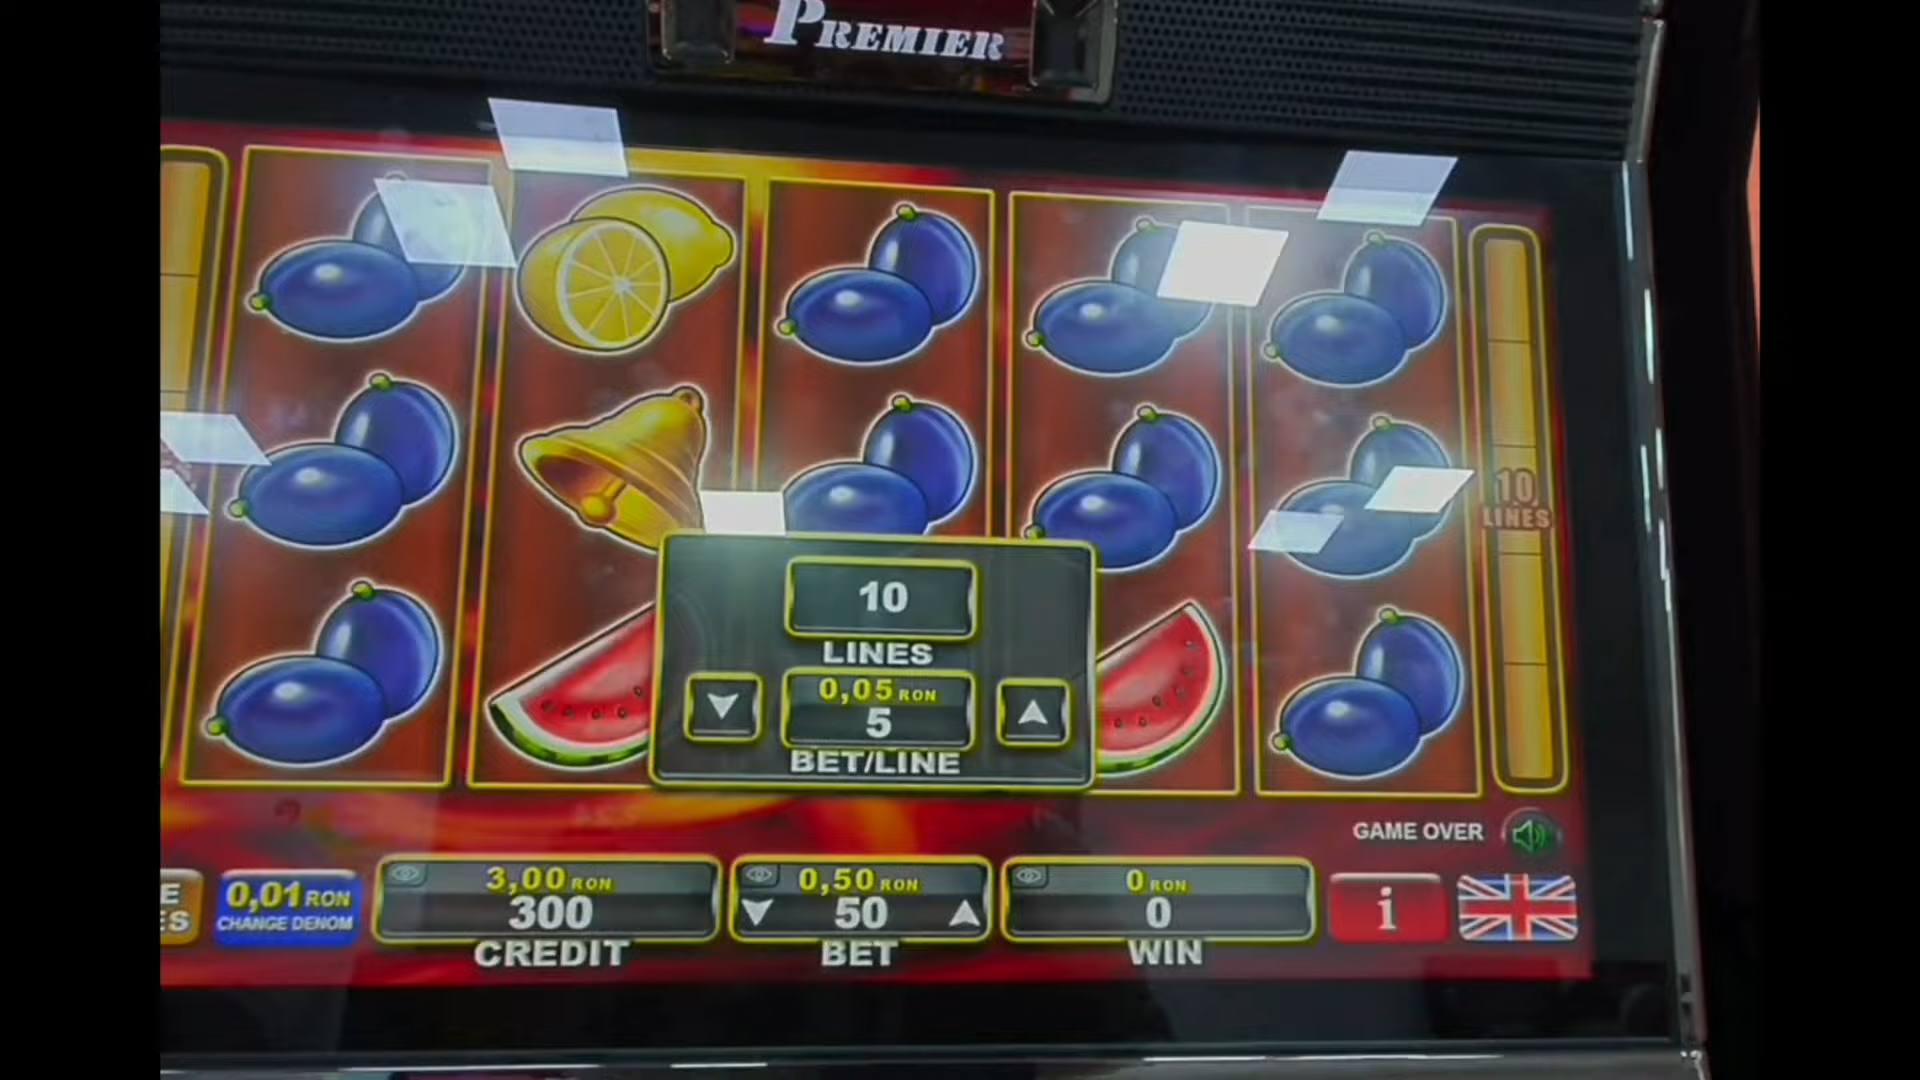 PREMIER
10
LINES
10
LINES
0,05 RON
5
BET/LINE
GAME OVER
0,01 RON
CHANGE DENOM
3,00 RON
300
CREDIT
0,50 RON
50
BET
0 RON
0
WIN
i